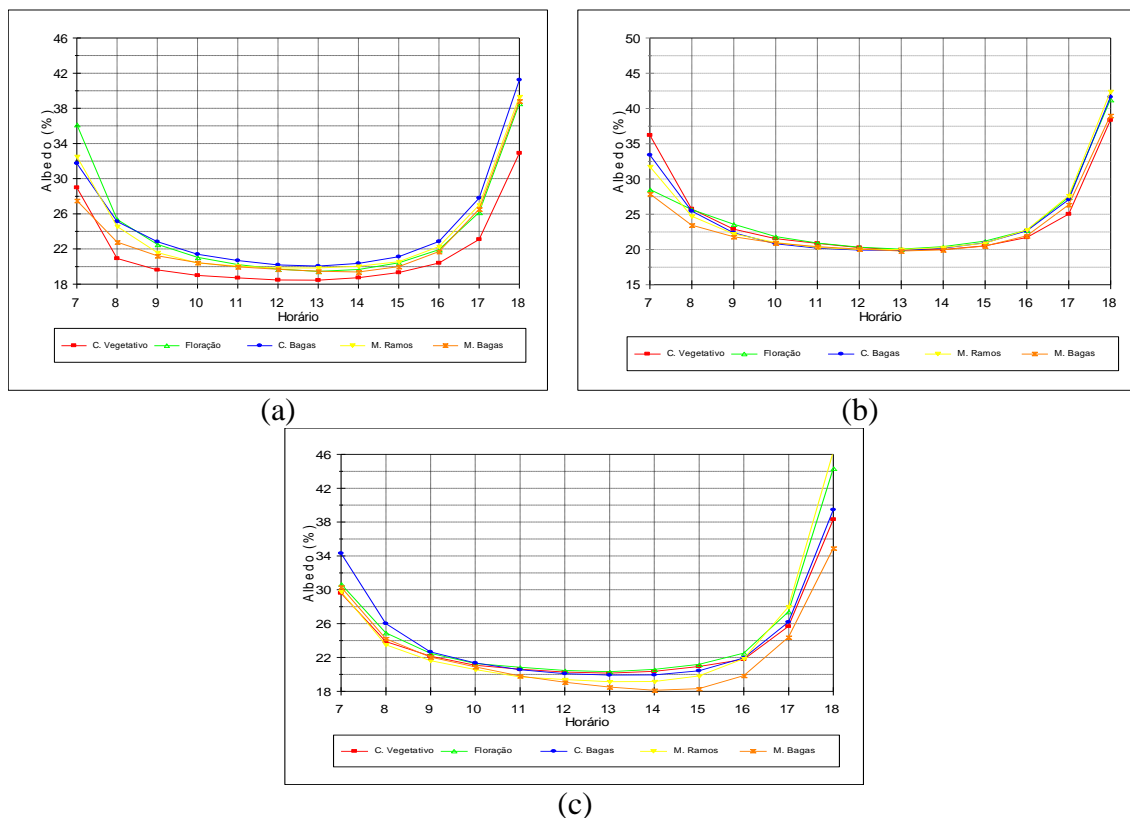 46
42
38
34
30
26
22
18
Albedo (%)
7 8 9 10 11 12 13 14 15 16 17 18
Horário
C. Vegetativo Floração C. Bagas M. Ramos M. Bagas
(a)
50
45
40
35
30
25
20
15
Albedo (%)
7 8 9 10 11 12 13 14 15 16 17 18
Horário
C. Vegetativo Floração C. Bagas M. Ramos M. Bagas
(b)
46
42
38
34
30
26
22
18
Albedo (%)
7 8 9 10 11 12 13 14 15 16 17 18
Horário
C. Vegetativo Floração C. Bagas M. Ramos M. Bagas
(c)